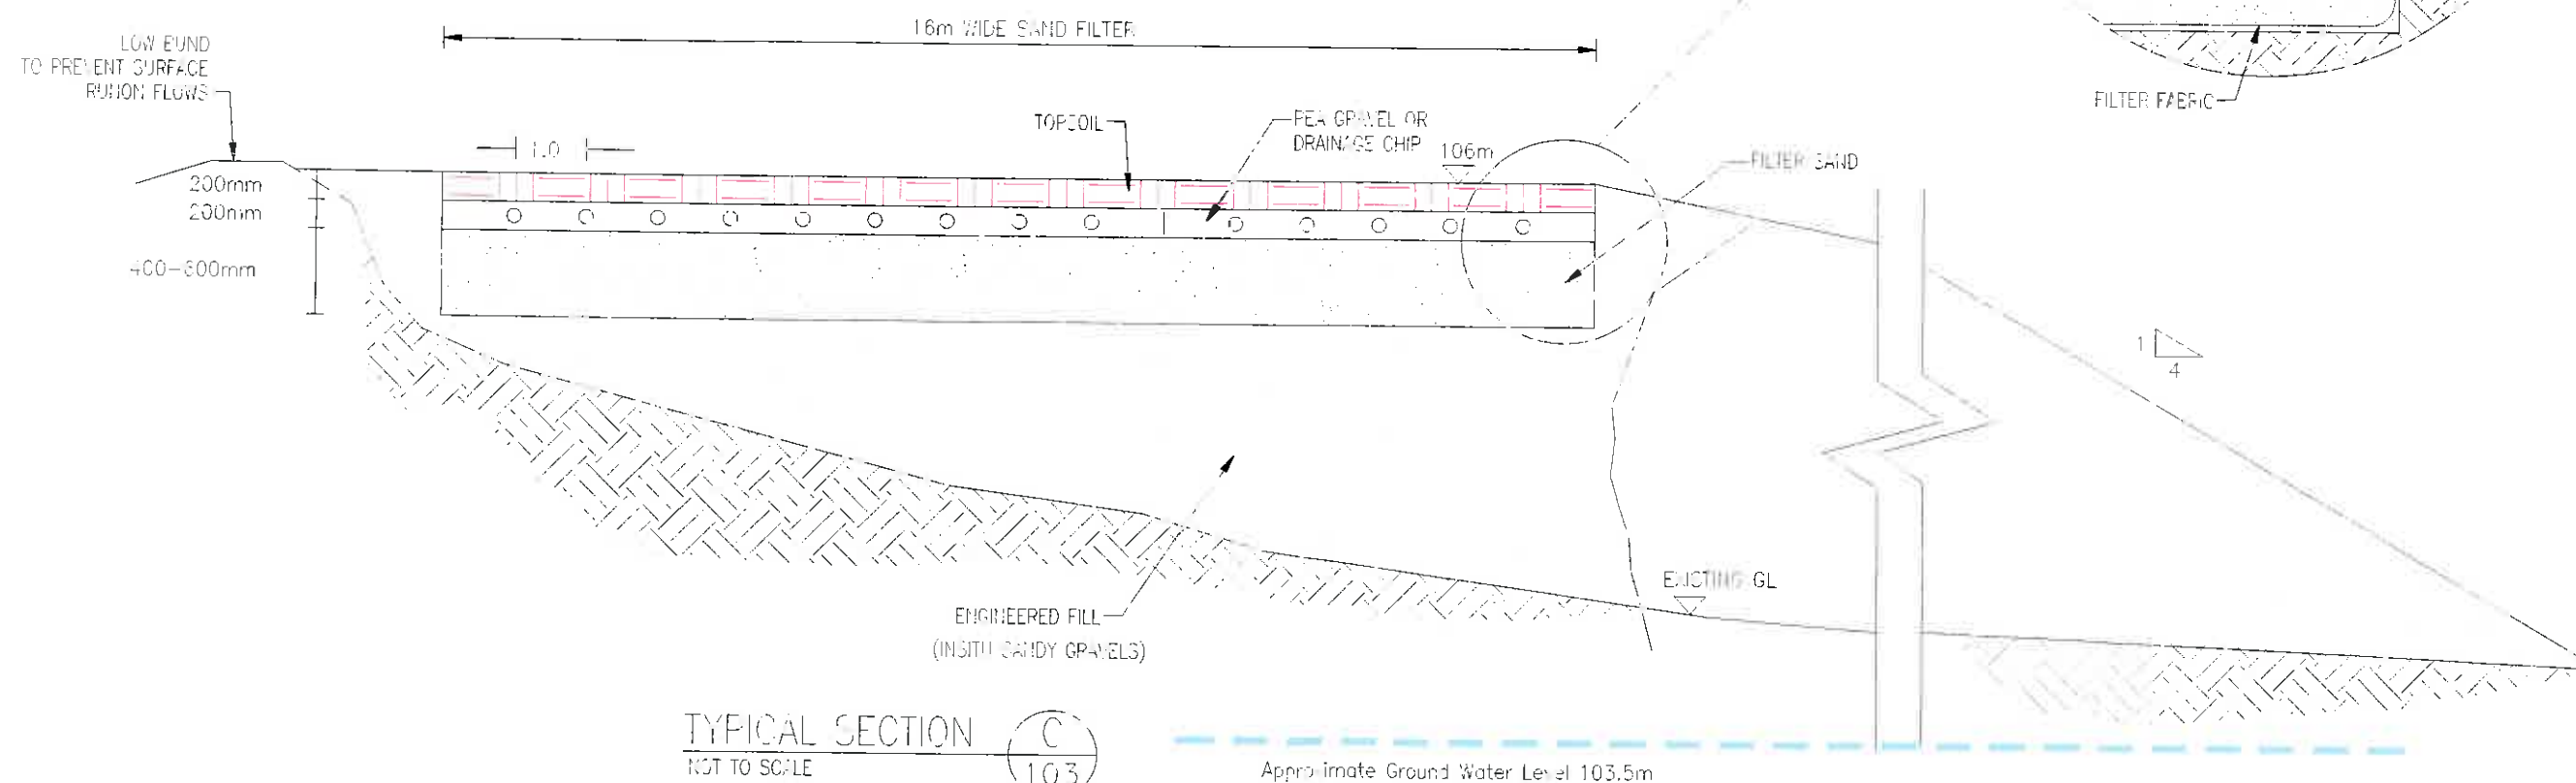 16m WIDE SAND FILTER
LOW BUND
TO PREVENT SURFACE
RUNON FLOWS
FILTER FABRIC
TOPSOIL
PEA GRAVEL OR
DRAINAGE CHIP
106m
FILTER SAND
1.0
200mm
200mm
400-600mm
1
4
EXISTING GL
ENGINEERED FILL
(INSITU SANDY GRAVELS)
TYPICAL SECTION
NOT TO SCALE
C
103
Approximate Ground Water Level 103.5m